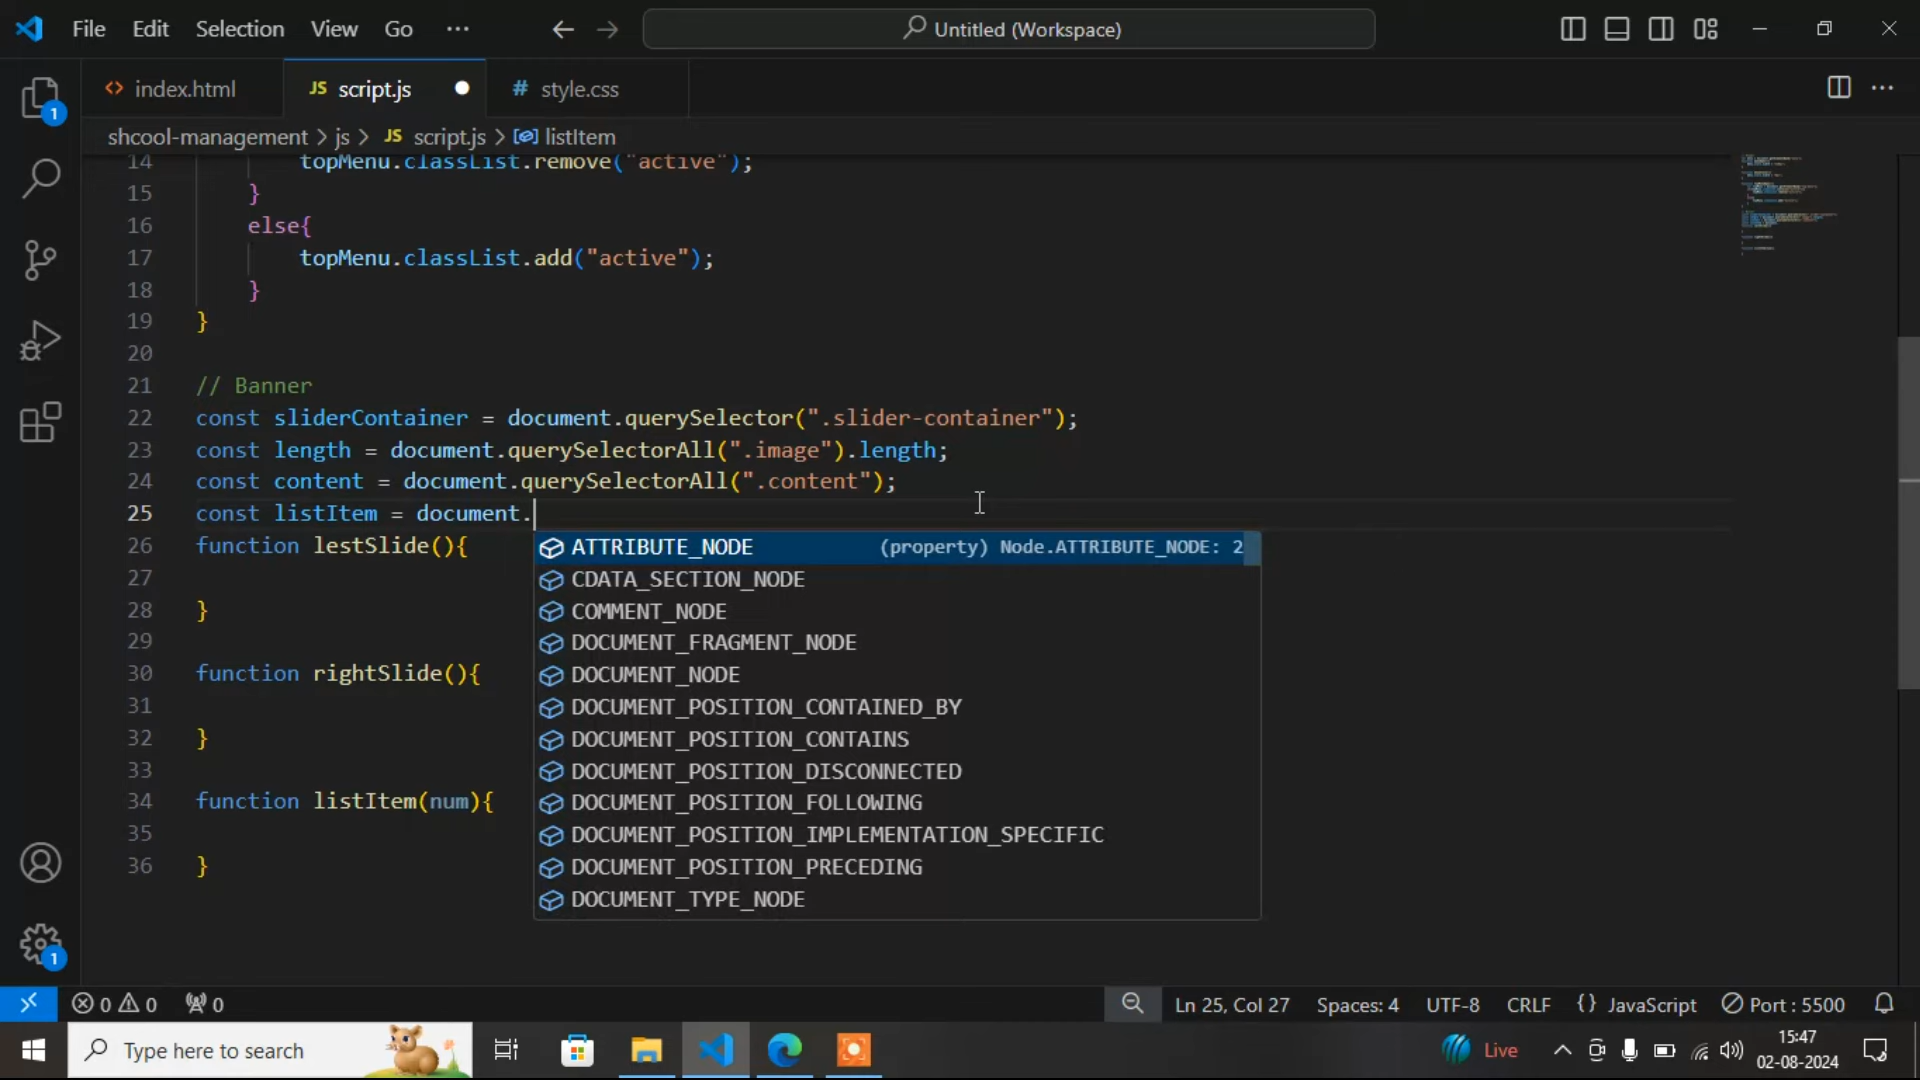 File Edit Selection View Go ··· Untitled (Workspace)
index.html JS script.js # style.css
shcool-management > js > JS script.js > listItem
14 topMenu.classList.remove("active");
15 }
16 else{
17 topMenu.classList.add("active");
18 }
19 }
20
21 // Banner
22 const sliderContainer = document.querySelector(".slider-container");
23 const length = document.querySelectorAll(".image").length;
24 const content = document.querySelectorAll(".content");
25 const listItem = document.
26 function lestSlide(){
ATTRIBUTE_NODE (property) Node.ATTRIBUTE_NODE: 2
27
CDATA_SECTION_NODE
28 }
COMMENT_NODE
29
DOCUMENT_FRAGMENT_NODE
30 function rightSlide(){
DOCUMENT_NODE
31
DOCUMENT_POSITION_CONTAINED_BY
32 }
DOCUMENT_POSITION_CONTAINS
33
DOCUMENT_POSITION_DISCONNECTED
34 function listItem(num){
DOCUMENT_POSITION_FOLLOWING
35
DOCUMENT_POSITION_IMPLEMENTATION_SPECIFIC
36 }
DOCUMENT_POSITION_PRECEDING
DOCUMENT_TYPE_NODE
1
1
0 0 0 Ln 25, Col 27 Spaces: 4 UTF-8 CRLF {} JavaScript Port : 5500
Type here to search Live 15:47
02-08-2024